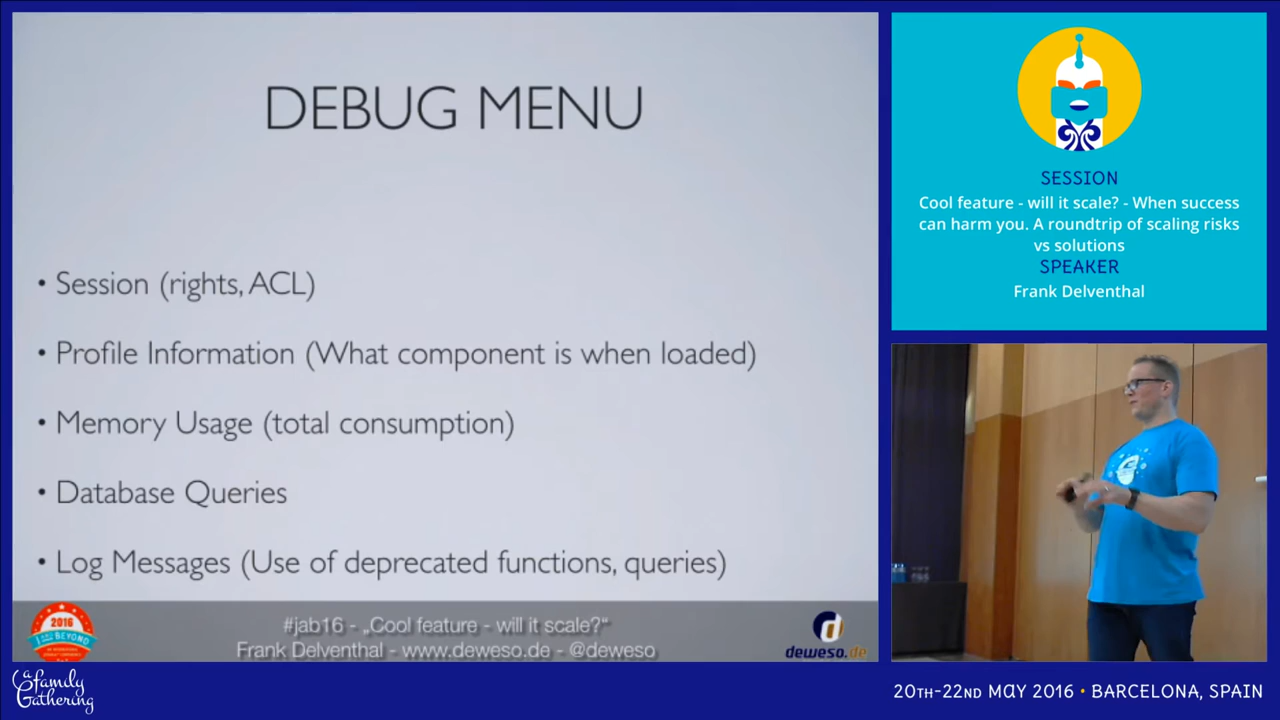 DEBUG MENU
• Session (rights, ACL)
• Profile Information (What component is when loaded)
• Memory Usage (total consumption)
• Database Queries
• Log Messages (Use of deprecated functions, queries)
2016
BEYOND
#jab16 - „Cool feature - will it scale?“
Frank Delventhal - www.deweso.de - @deweso
deweso.de
SESSION
Cool feature - will it scale? - When success
can harm you. A roundtrip of scaling risks
vs solutions
SPEAKER
Frank Delventhal
a family
Gathering
20TH-22ND MAY 2016 • BARCELONA, SPAIN